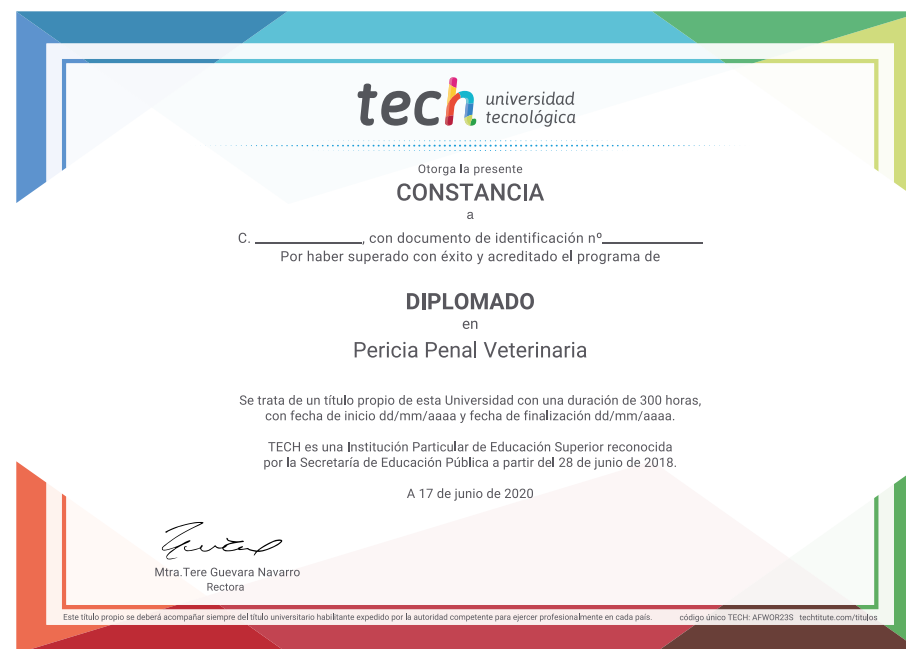 tech universidad
tecnológica
Otorga la presente
CONSTANCIA
a
C. ____________, con documento de identificación nº____________
Por haber superado con éxito y acreditado el programa de
DIPLOMADO
en
Pericia Penal Veterinaria
Se trata de un título propio de esta Universidad con una duración de 300 horas,
con fecha de inicio dd/mm/aaaa y fecha de finalización dd/mm/aaaa.
TECH es una Institución Particular de Educación Superior reconocida
por la Secretaría de Educación Pública a partir del 28 de junio de 2018.
A 17 de junio de 2020
Mtra.Tere Guevara Navarro
Rectora
Este título propio se deberá acompañar siempre del título universitario habilitante expedido por la autoridad competente para ejercer profesionalmente en cada país. código único TECH: AFWOR23S techtitute.com/titulos